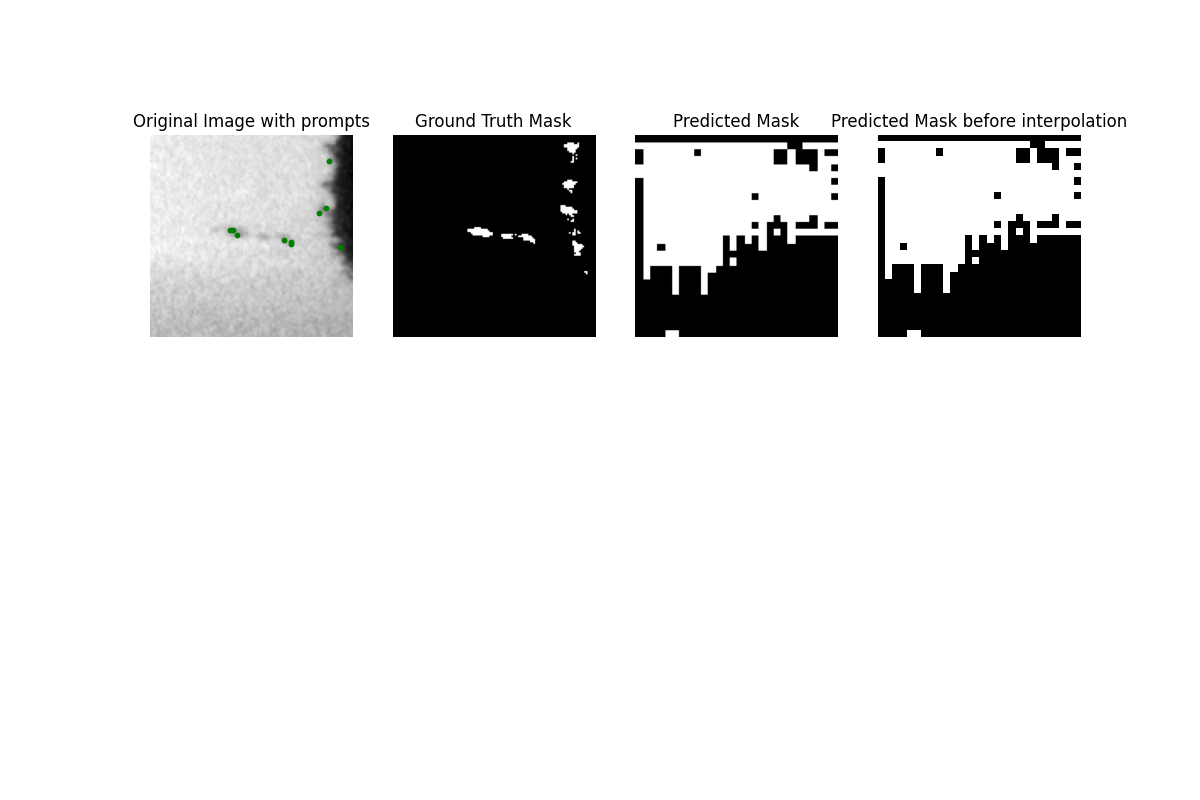 Original Image with prompts
Ground Truth Mask
Predicted Mask
Predicted Mask before interpolation